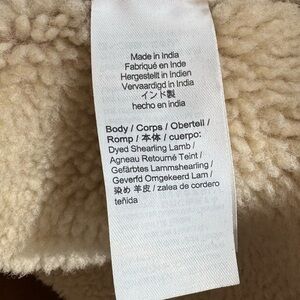 Made in India
Fabriqué en Inde
Hergestellt in Indien
Vervaardigd in India
インド製
hecho en india
Body / Corps / Oberteil /
Romp / 本体 / cuerpo:
Dyed Shearling Lamb /
Agneau Retourné Teint /
Gefärbtes Lammshearling /
Geverfd Omgekeerd Lam /
染め 羊皮 / zalea de cordero
teñida